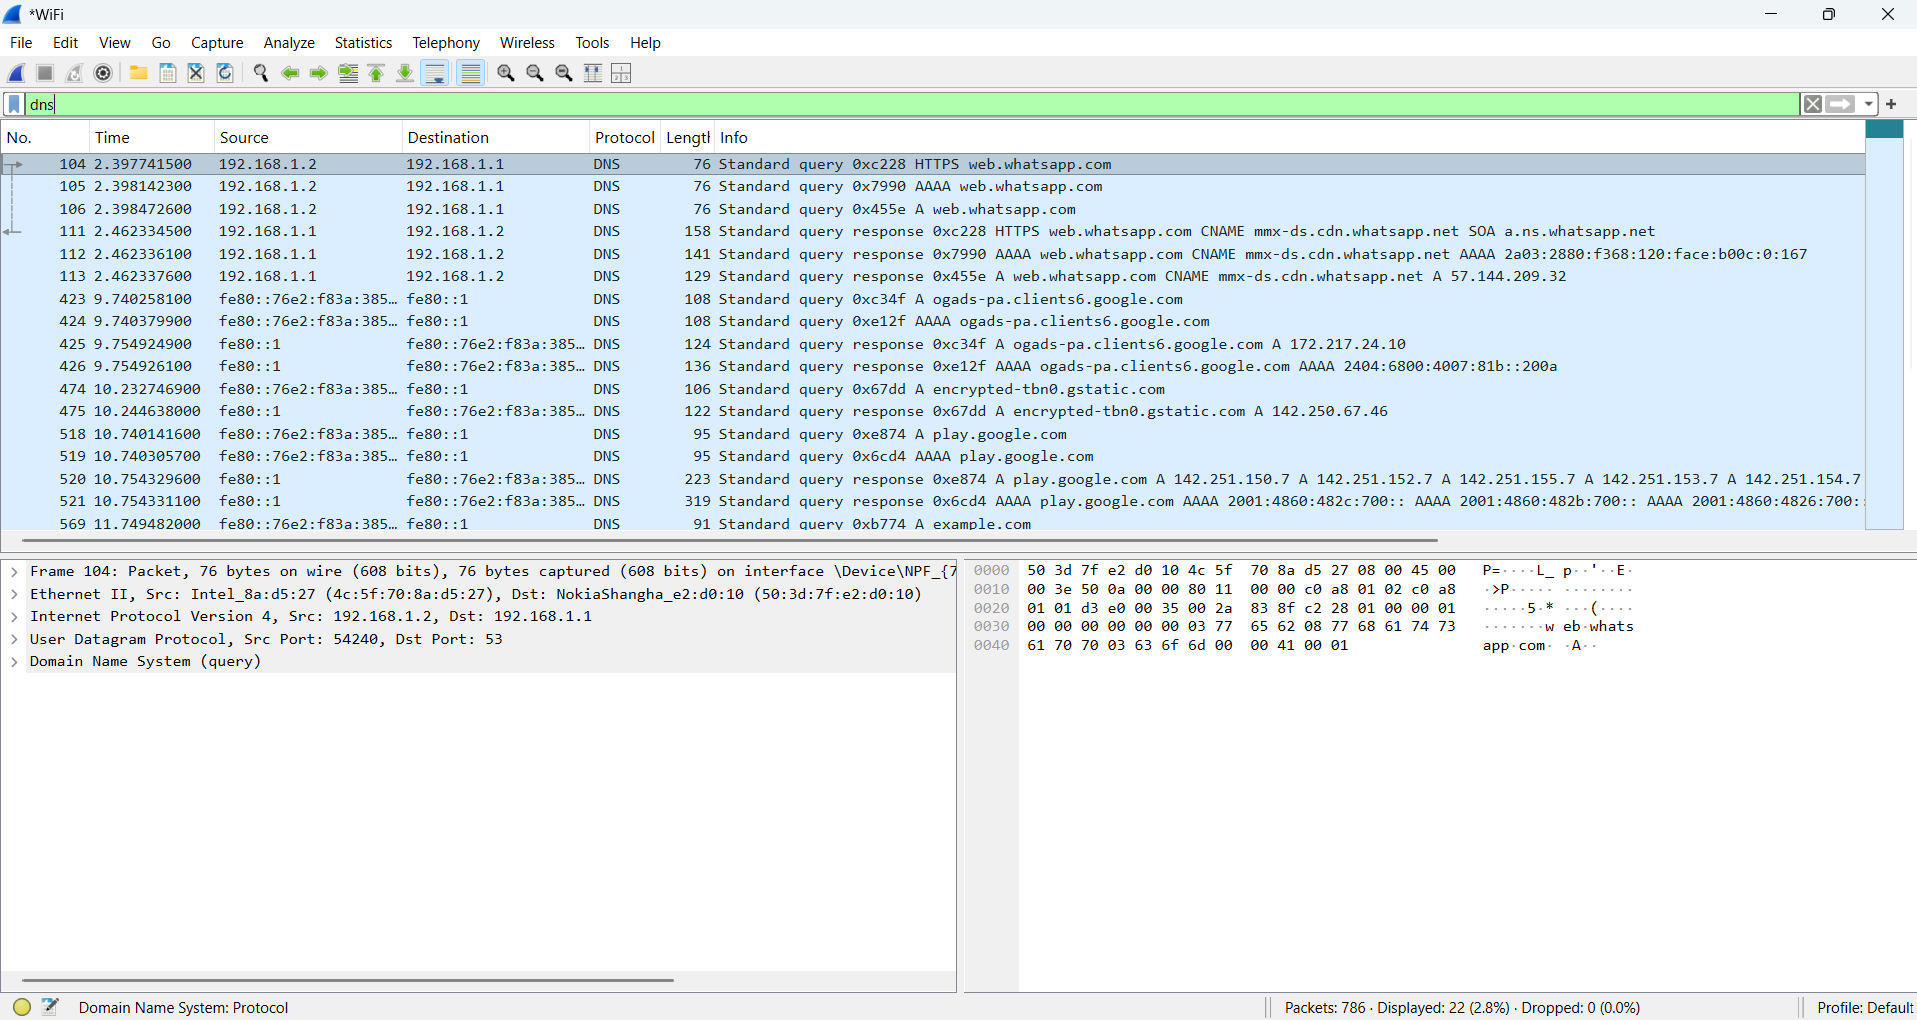 *WiFi
File Edit View Go Capture Analyze Statistics Telephony Wireless Tools Help
dns
No. Time Source Destination Protocol Length Info
104 2.397741500 192.168.1.2 192.168.1.1 DNS 76 Standard query 0xc228 HTTPS web.whatsapp.com
105 2.398142300 192.168.1.2 192.168.1.1 DNS 76 Standard query 0x7990 AAAA web.whatsapp.com
106 2.398472600 192.168.1.2 192.168.1.1 DNS 76 Standard query 0x455e A web.whatsapp.com
111 2.462334500 192.168.1.1 192.168.1.2 DNS 158 Standard query response 0xc228 HTTPS web.whatsapp.com CNAME mmx-ds.cdn.whatsapp.net SOA a.ns.whatsapp.net
112 2.462336100 192.168.1.1 192.168.1.2 DNS 141 Standard query response 0x7990 AAAA web.whatsapp.com CNAME mmx-ds.cdn.whatsapp.net AAAA 2a03:2880:f368:120:face:b00c:0:167
113 2.462337600 192.168.1.1 192.168.1.2 DNS 129 Standard query response 0x455e A web.whatsapp.com CNAME mmx-ds.cdn.whatsapp.net A 57.144.209.32
423 9.740258100 fe80::76e2:f83a:385… fe80::1 DNS 108 Standard query 0xc34f A ogads-pa.clients6.google.com
424 9.740379900 fe80::76e2:f83a:385… fe80::1 DNS 108 Standard query 0xe12f AAAA ogads-pa.clients6.google.com
425 9.754924900 fe80::1 fe80::76e2:f83a:385… DNS 124 Standard query response 0xc34f A ogads-pa.clients6.google.com A 172.217.24.10
426 9.754926100 fe80::1 fe80::76e2:f83a:385… DNS 136 Standard query response 0xe12f AAAA ogads-pa.clients6.google.com AAAA 2404:6800:4007:81b::200a
474 10.232746900 fe80::76e2:f83a:385… fe80::1 DNS 106 Standard query 0x67dd A encrypted-tbn0.gstatic.com
475 10.244638000 fe80::1 fe80::76e2:f83a:385… DNS 122 Standard query response 0x67dd A encrypted-tbn0.gstatic.com A 142.250.67.46
518 10.740141600 fe80::76e2:f83a:385… fe80::1 DNS 95 Standard query 0xe874 A play.google.com
519 10.740305700 fe80::76e2:f83a:385… fe80::1 DNS 95 Standard query 0x6cd4 AAAA play.google.com
520 10.754329600 fe80::1 fe80::76e2:f83a:385… DNS 223 Standard query response 0xe874 A play.google.com A 142.251.150.7 A 142.251.152.7 A 142.251.155.7 A 142.251.153.7 A 142.251.154.7
521 10.754331100 fe80::1 fe80::76e2:f83a:385… DNS 319 Standard query response 0x6cd4 AAAA play.google.com AAAA 2001:4860:482c:700:: AAAA 2001:4860:482b:700:: AAAA 2001:4860:4826:700::
569 11.749482000 fe80::76e2:f83a:385… fe80::1 DNS 91 Standard query 0xb774 A example.com
Frame 104: Packet, 76 bytes on wire (608 bits), 76 bytes captured (608 bits) on interface \Device\NPF_{7
Ethernet II, Src: Intel_8a:d5:27 (4c:5f:70:8a:d5:27), Dst: NokiaShangha_e2:d0:10 (50:3d:7f:e2:d0:10)
Internet Protocol Version 4, Src: 192.168.1.2, Dst: 192.168.1.1
User Datagram Protocol, Src Port: 54240, Dst Port: 53
Domain Name System (query)
0000 50 3d 7f e2 d0 10 4c 5f 70 8a d5 27 08 00 45 00 P=····L_ p··'··E·
0010 00 3e 50 0a 00 00 80 11 00 00 c0 a8 01 02 c0 a8 ·>P····· ········
0020 01 01 d3 e0 00 35 00 2a 83 8f c2 28 01 00 00 01 ·····5·* ···(····
0030 00 00 00 00 00 00 03 77 65 62 08 77 68 61 74 73 ·······w eb·whats
0040 61 70 70 03 63 6f 6d 00 00 41 00 01 app·com· ·A··
Domain Name System: Protocol
Packets: 786 · Displayed: 22 (2.8%) · Dropped: 0 (0.0%)
Profile: Default